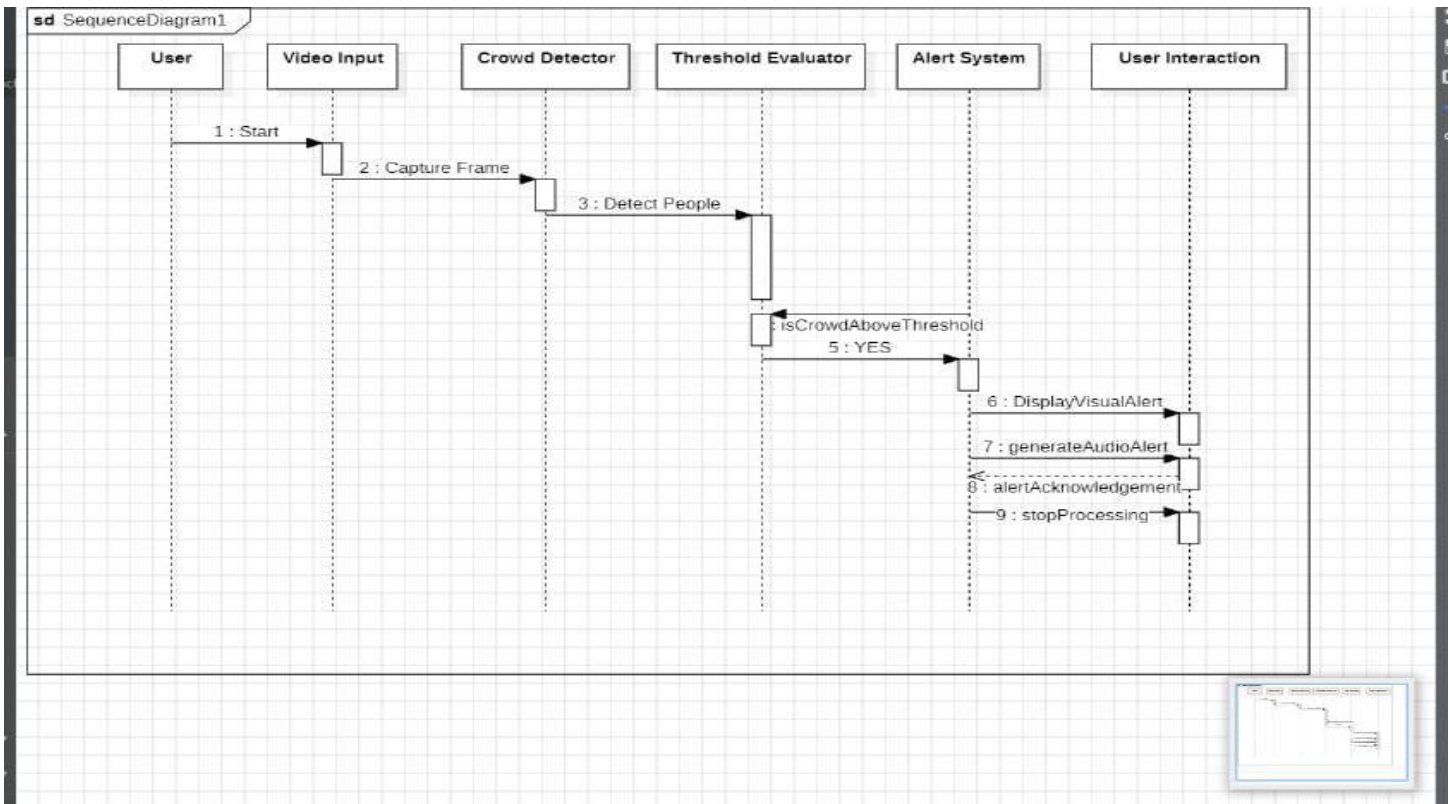 sd SequenceDiagram1
User
Video Input
Crowd Detector
Threshold Evaluator
Alert System
User Interaction
1 : Start
2 : Capture Frame
3 : Detect People
: isCrowdAboveThreshold
5 : YES
6 : DisplayVisualAlert
7 : generateAudioAlert
8 : alertAcknowledgement
9 : stopProcessing